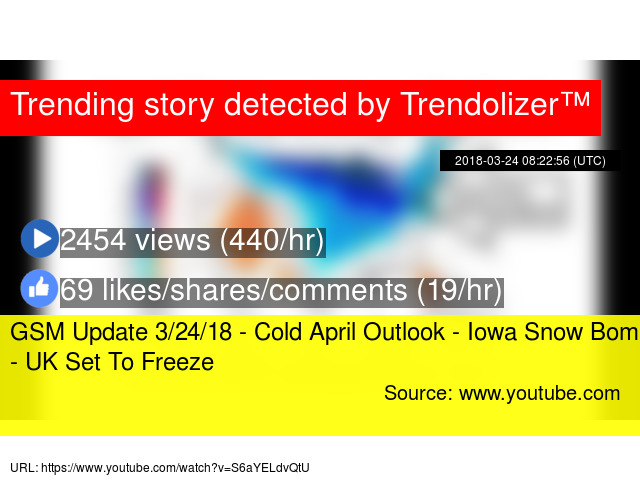 Trending story detected by Trendolizer™
2018-03-24 08:22:56 (UTC)
2454 views (440/hr)
69 likes/shares/comments (19/hr)
GSM Update 3/24/18 - Cold April Outlook - Iowa Snow Bom
- UK Set To Freeze
Source: www.youtube.com
URL: https://www.youtube.com/watch?v=S6aYELdvQtU